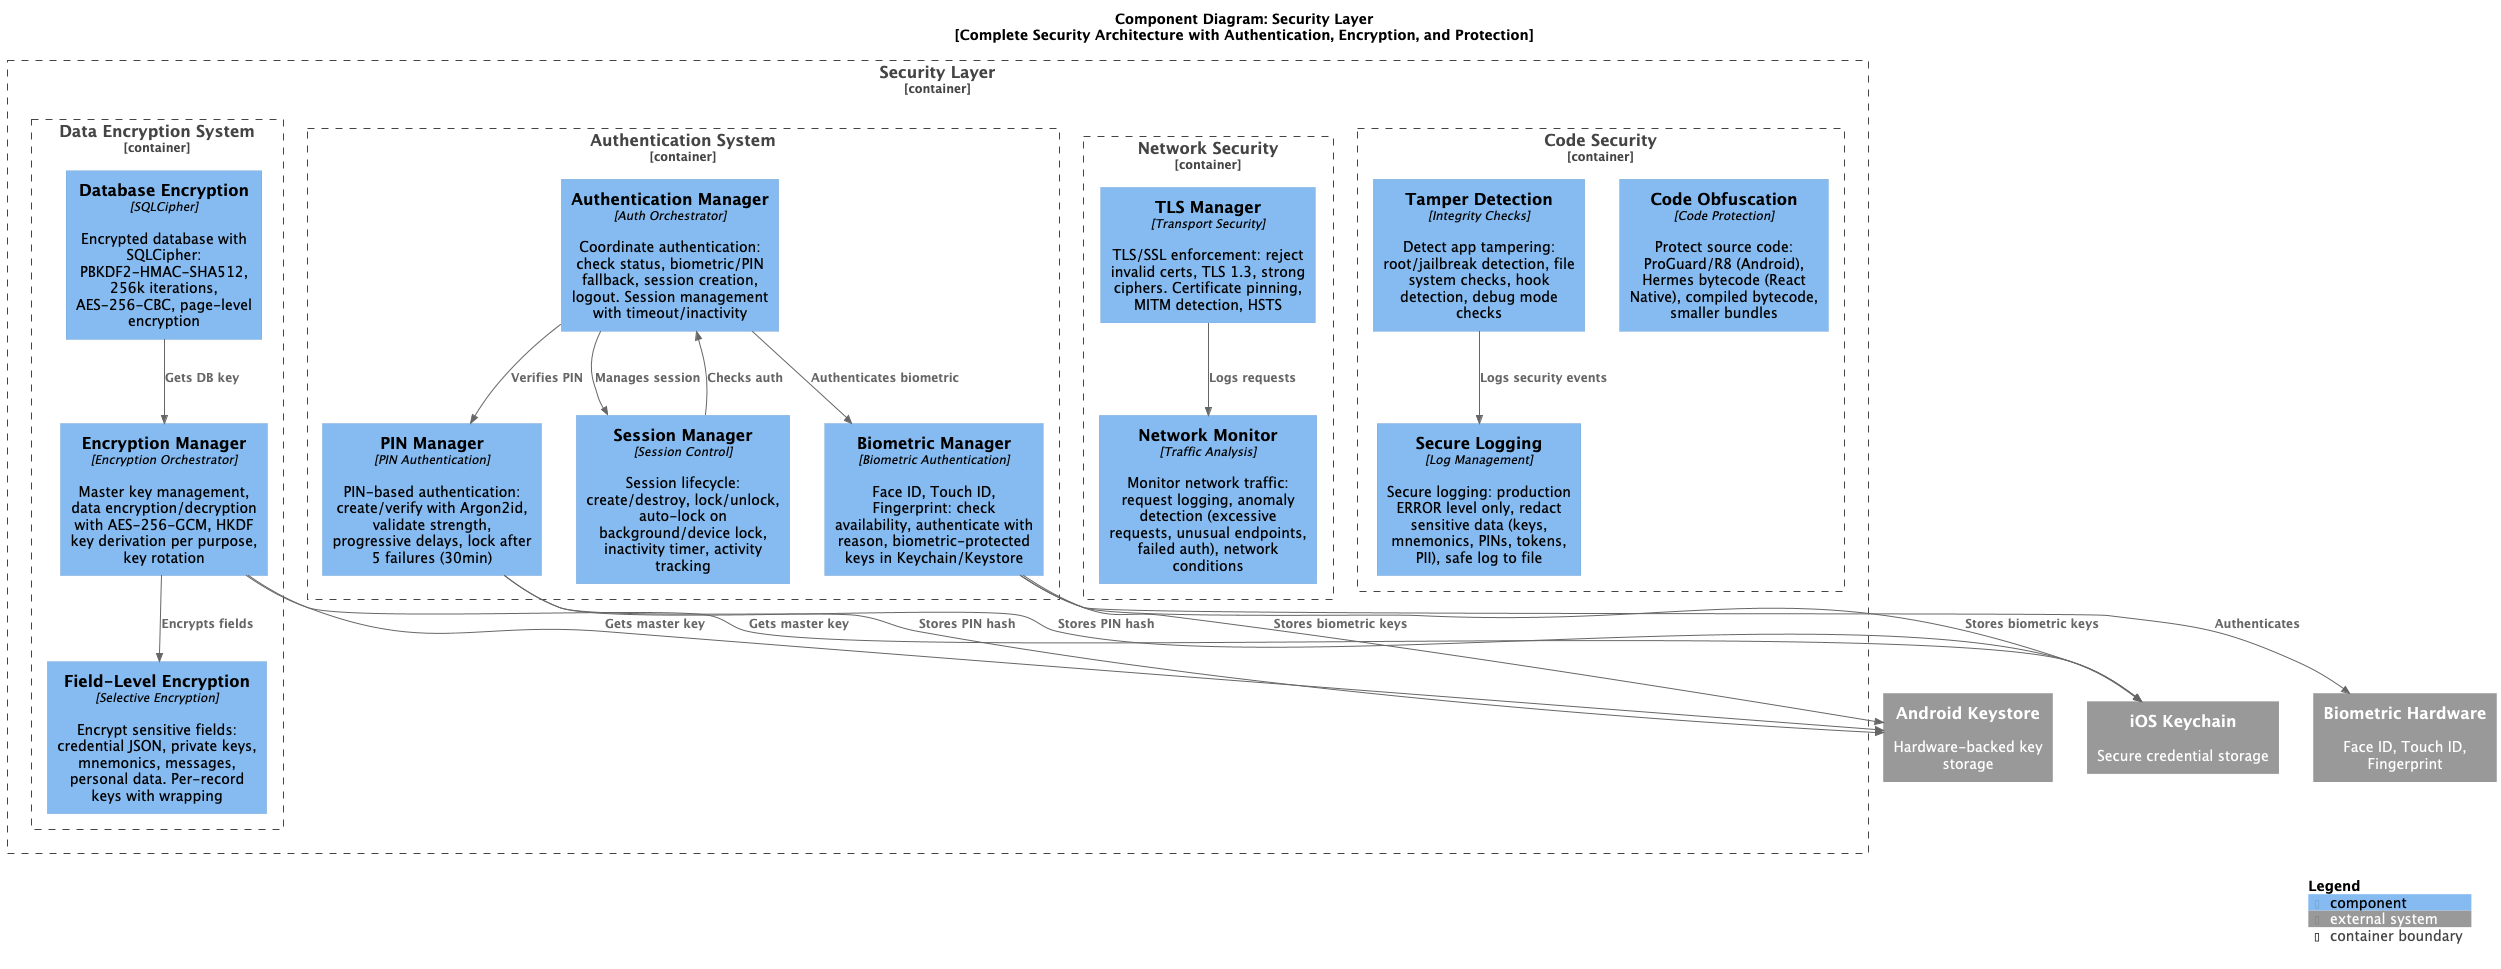 Component Diagram: Security Layer
[Complete Security Architecture with Authentication, Encryption, and Protection]
Security Layer
[container]
Data Encryption System
[container]
Database Encryption
[SQLCipher]
Encrypted database with
SQLCipher:
PBKDF2-HMAC-SHA512,
256k iterations,
AES-256-CBC, page-level
encryption
Gets DB key
Encryption Manager
[Encryption Orchestrator]
Master key management,
data encryption/decryption
with AES-256-GCM, HKDF
key derivation per purpose,
key rotation
Encrypts fields
Field-Level Encryption
[Selective Encryption]
Encrypt sensitive fields:
credential JSON, private keys,
mnemonics, messages,
personal data. Per-record
keys with wrapping
Authentication System
[container]
Authentication Manager
[Auth Orchestrator]
Coordinate authentication:
check status, biometric/PIN
fallback, session creation,
logout. Session management
with timeout/inactivity
Verifies PIN
Manages session
Checks auth
Authenticates biometric
PIN Manager
[PIN Authentication]
PIN-based authentication:
create/verify with Argon2id,
validate strength,
progressive delays, lock after
5 failures (30min)
Session Manager
[Session Control]
Session lifecycle:
create/destroy, lock/unlock,
auto-lock on
background/device lock,
inactivity timer, activity
tracking
Biometric Manager
[Biometric Authentication]
Face ID, Touch ID,
Fingerprint: check
availability, authenticate with
reason, biometric-protected
keys in Keychain/Keystore
Network Security
[container]
TLS Manager
[Transport Security]
TLS/SSL enforcement: reject
invalid certs, TLS 1.3, strong
ciphers. Certificate pinning,
MITM detection, HSTS
Logs requests
Network Monitor
[Traffic Analysis]
Monitor network traffic:
request logging, anomaly
detection (excessive
requests, unusual endpoints,
failed auth), network
conditions
Code Security
[container]
Tamper Detection
[Integrity Checks]
Detect app tampering:
root/jailbreak detection, file
system checks, hook
detection, debug mode
checks
Logs security events
Secure Logging
[Log Management]
Secure logging: production
ERROR level only, redact
sensitive data (keys,
mnemonics, PINs, tokens,
PII), safe log to file
Code Obfuscation
[Code Protection]
Protect source code:
ProGuard/R8 (Android),
Hermes bytecode (React
Native), compiled bytecode,
smaller bundles
Gets master key
Gets master key
Stores PIN hash
Stores PIN hash
Stores biometric keys
Stores biometric keys
Authenticates
Android Keystore
Hardware-backed key
storage
iOS Keychain
Secure credential storage
Biometric Hardware
Face ID, Touch ID,
Fingerprint
Legend
component
external system
container boundary